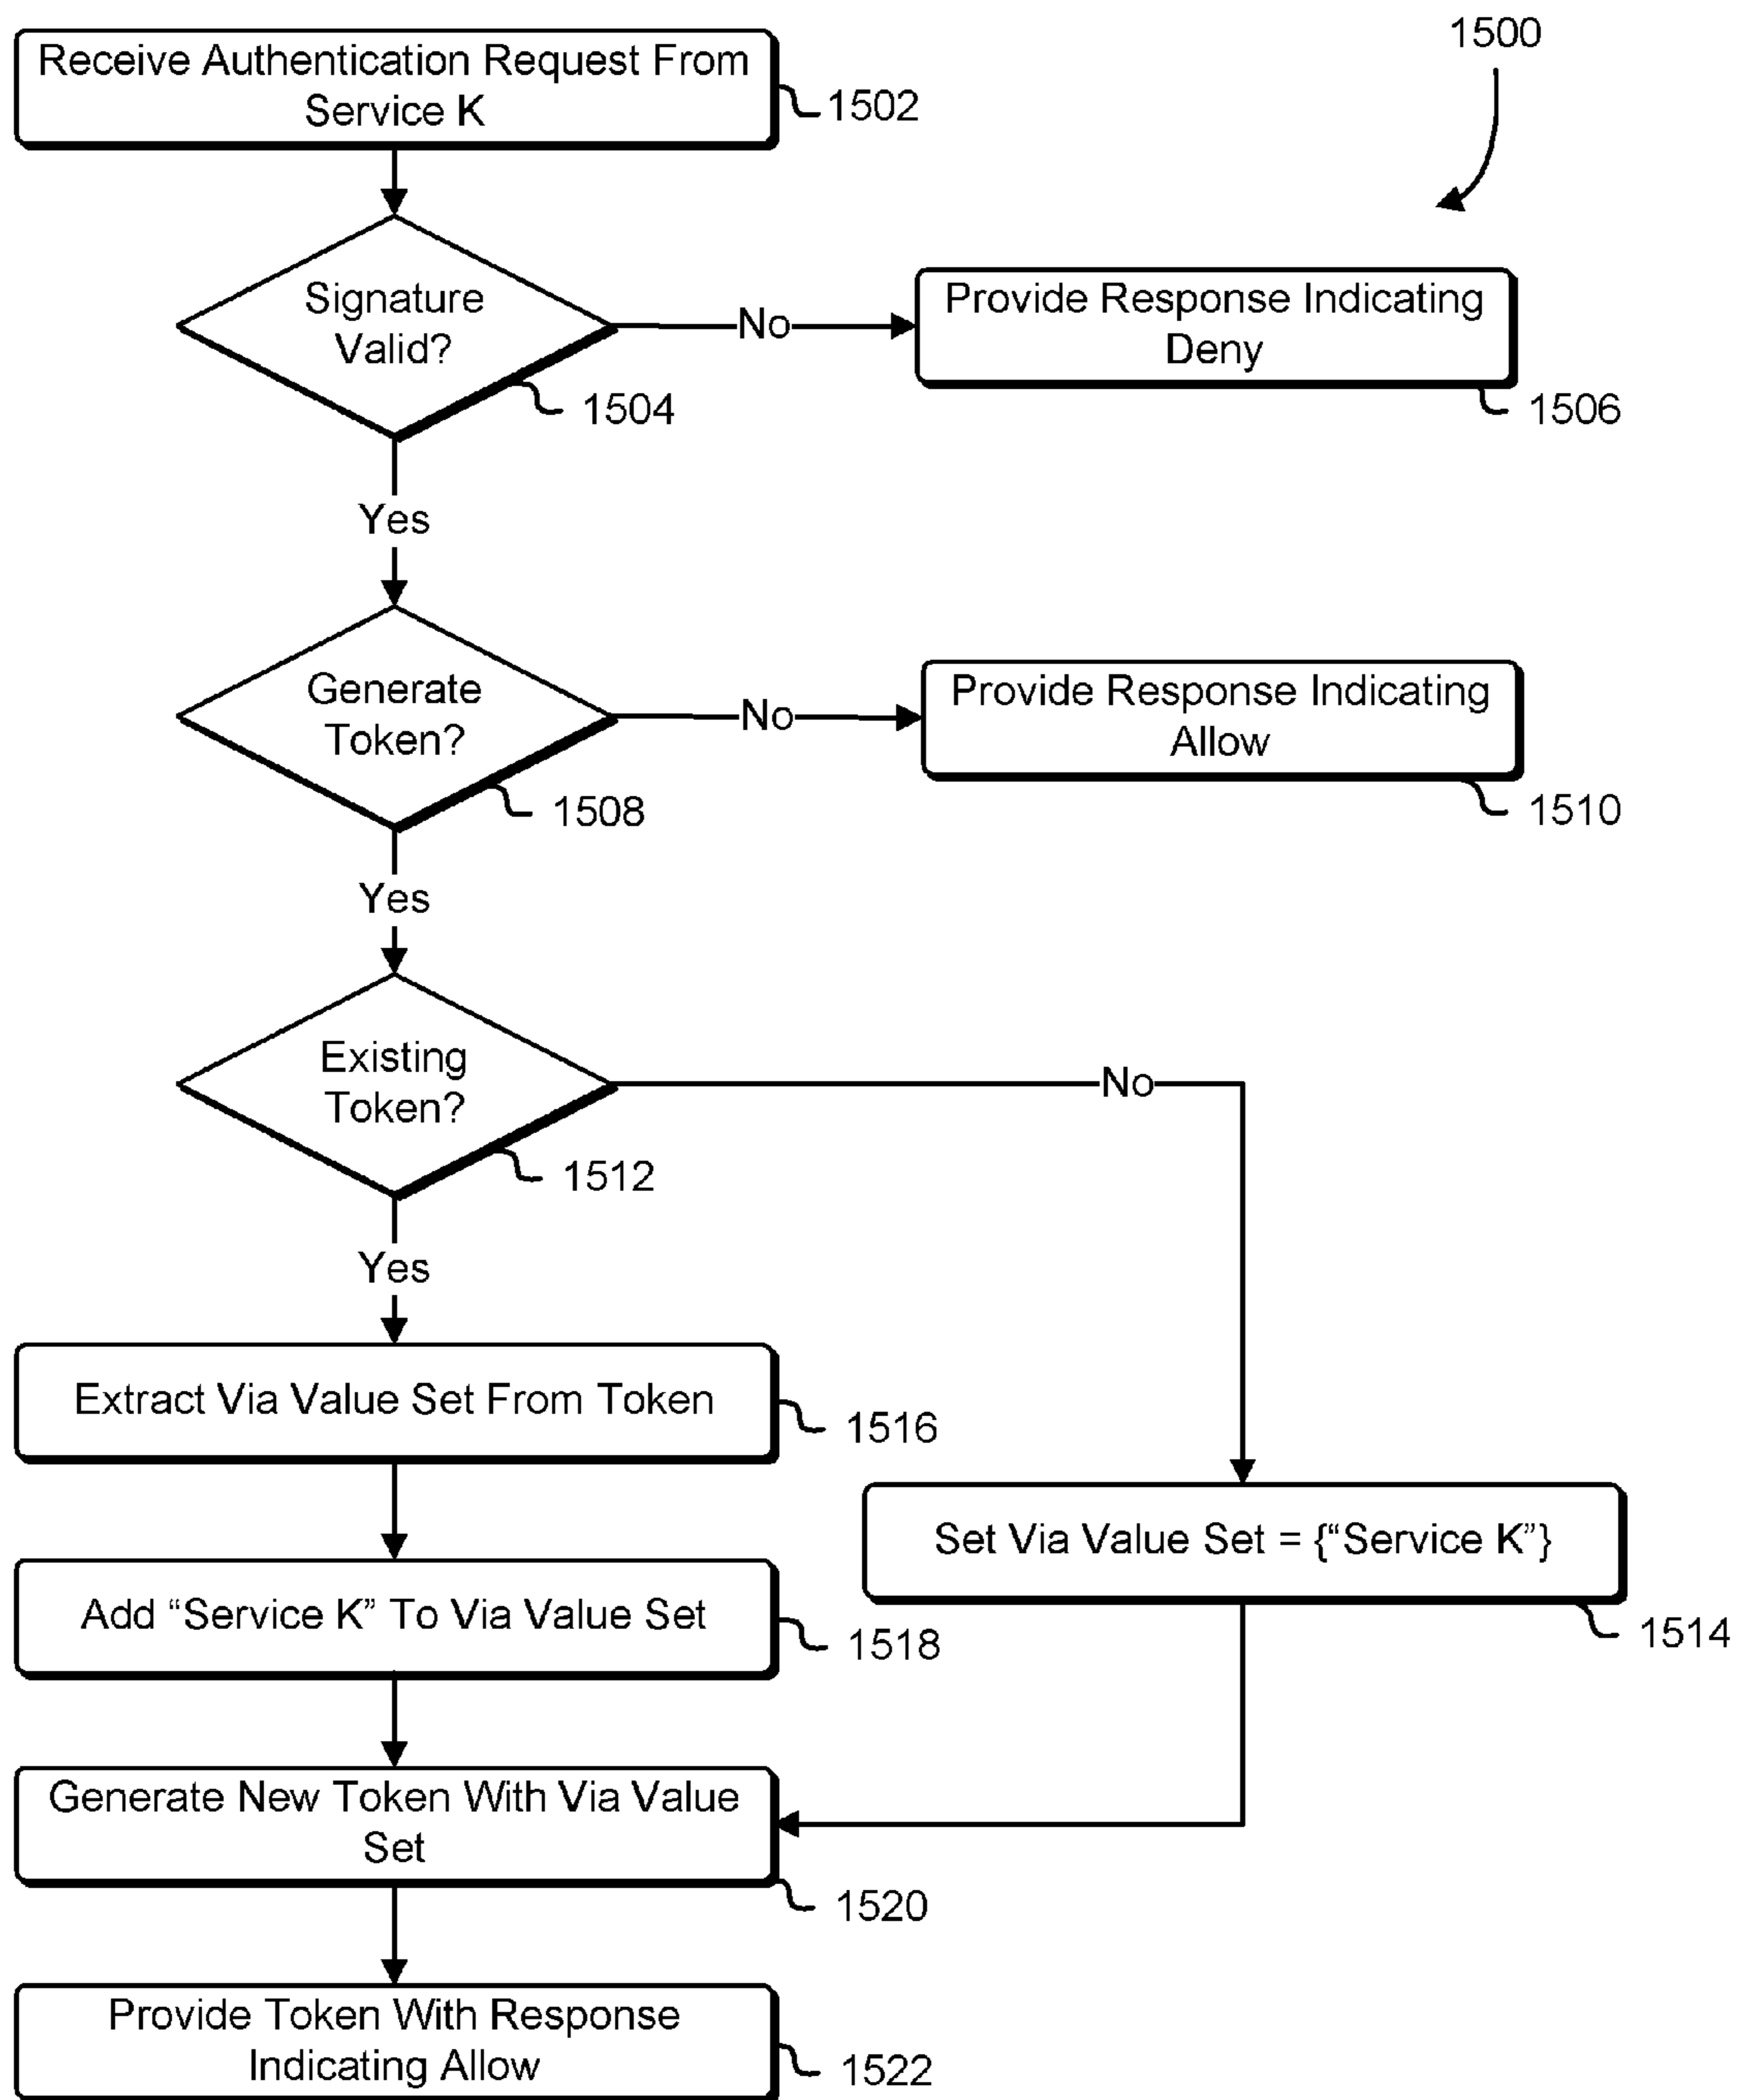 1500
Receive Authentication Request From
Service K
1502
Signature
Valid?
1504
No
Provide Response Indicating
Deny
1506
Yes
Generate
Token?
1508
No
Provide Response Indicating
Allow
1510
Yes
Existing
Token?
1512
No
Yes
Extract Via Value Set From Token
1516
Set Via Value Set = {“Service K”}
1514
Add “Service K” To Via Value Set
1518
Generate New Token With Via Value
Set
1520
Provide Token With Response
Indicating Allow
1522